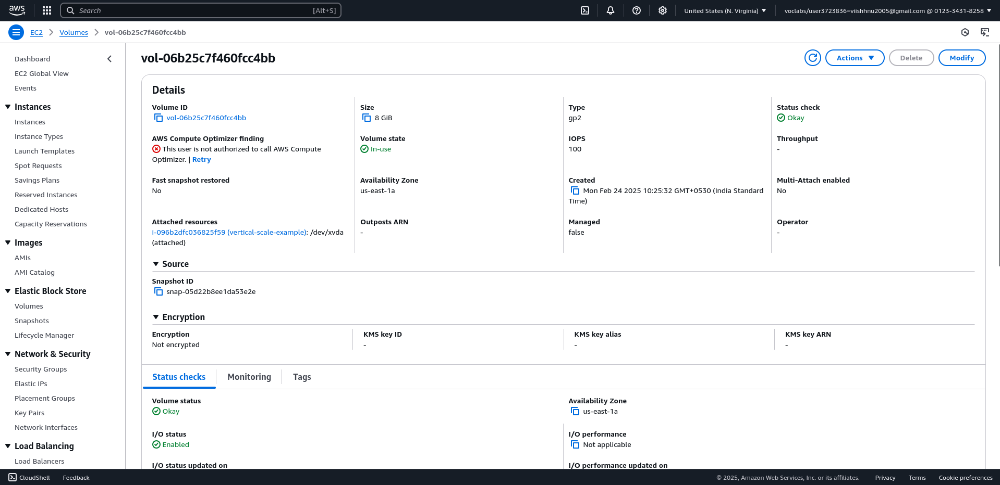 aws
Search
[Alt+S]
United States (N. Virginia)
voclabs/user3723836=viishhnu2005@gmail.com @ 0123-3431-8258
EC2
Volumes
vol-06b25c7f460fcc4bb
Dashboard
EC2 Global View
Events
Instances
Instances
Instance Types
Launch Templates
Spot Requests
Savings Plans
Reserved Instances
Dedicated Hosts
Capacity Reservations
Images
AMIs
AMI Catalog
Elastic Block Store
Volumes
Snapshots
Lifecycle Manager
Network & Security
Security Groups
Elastic IPs
Placement Groups
Key Pairs
Network Interfaces
Load Balancing
Load Balancers
vol-06b25c7f460fcc4bb
Actions
Delete
Modify
Details
Volume ID
vol-06b25c7f460fcc4bb
Size
8 GiB
Type
gp2
Status check
Okay
AWS Compute Optimizer finding
This user is not authorized to call AWS Compute
Optimizer. | Retry
Volume state
In-use
IOPS
100
Throughput
-
Fast snapshot restored
No
Availability Zone
us-east-1a
Created
Mon Feb 24 2025 10:25:32 GMT+0530 (India Standard
Time)
Multi-Attach enabled
No
Attached resources
i-096b2dfc036825f59 (vertical-scale-example): /dev/xvda
(attached)
Outposts ARN
-
Managed
false
Operator
-
Source
Snapshot ID
snap-05d22b8ee1da53e2e
Encryption
Encryption
Not encrypted
KMS key ID
-
KMS key alias
-
KMS key ARN
-
Status checks
Monitoring
Tags
Volume status
Okay
Availability Zone
us-east-1a
I/O status
Enabled
I/O performance
Not applicable
I/O status updated on
I/O performance updated on
CloudShell
Feedback
© 2025, Amazon Web Services, Inc. or its affiliates.
Privacy
Terms
Cookie preferences